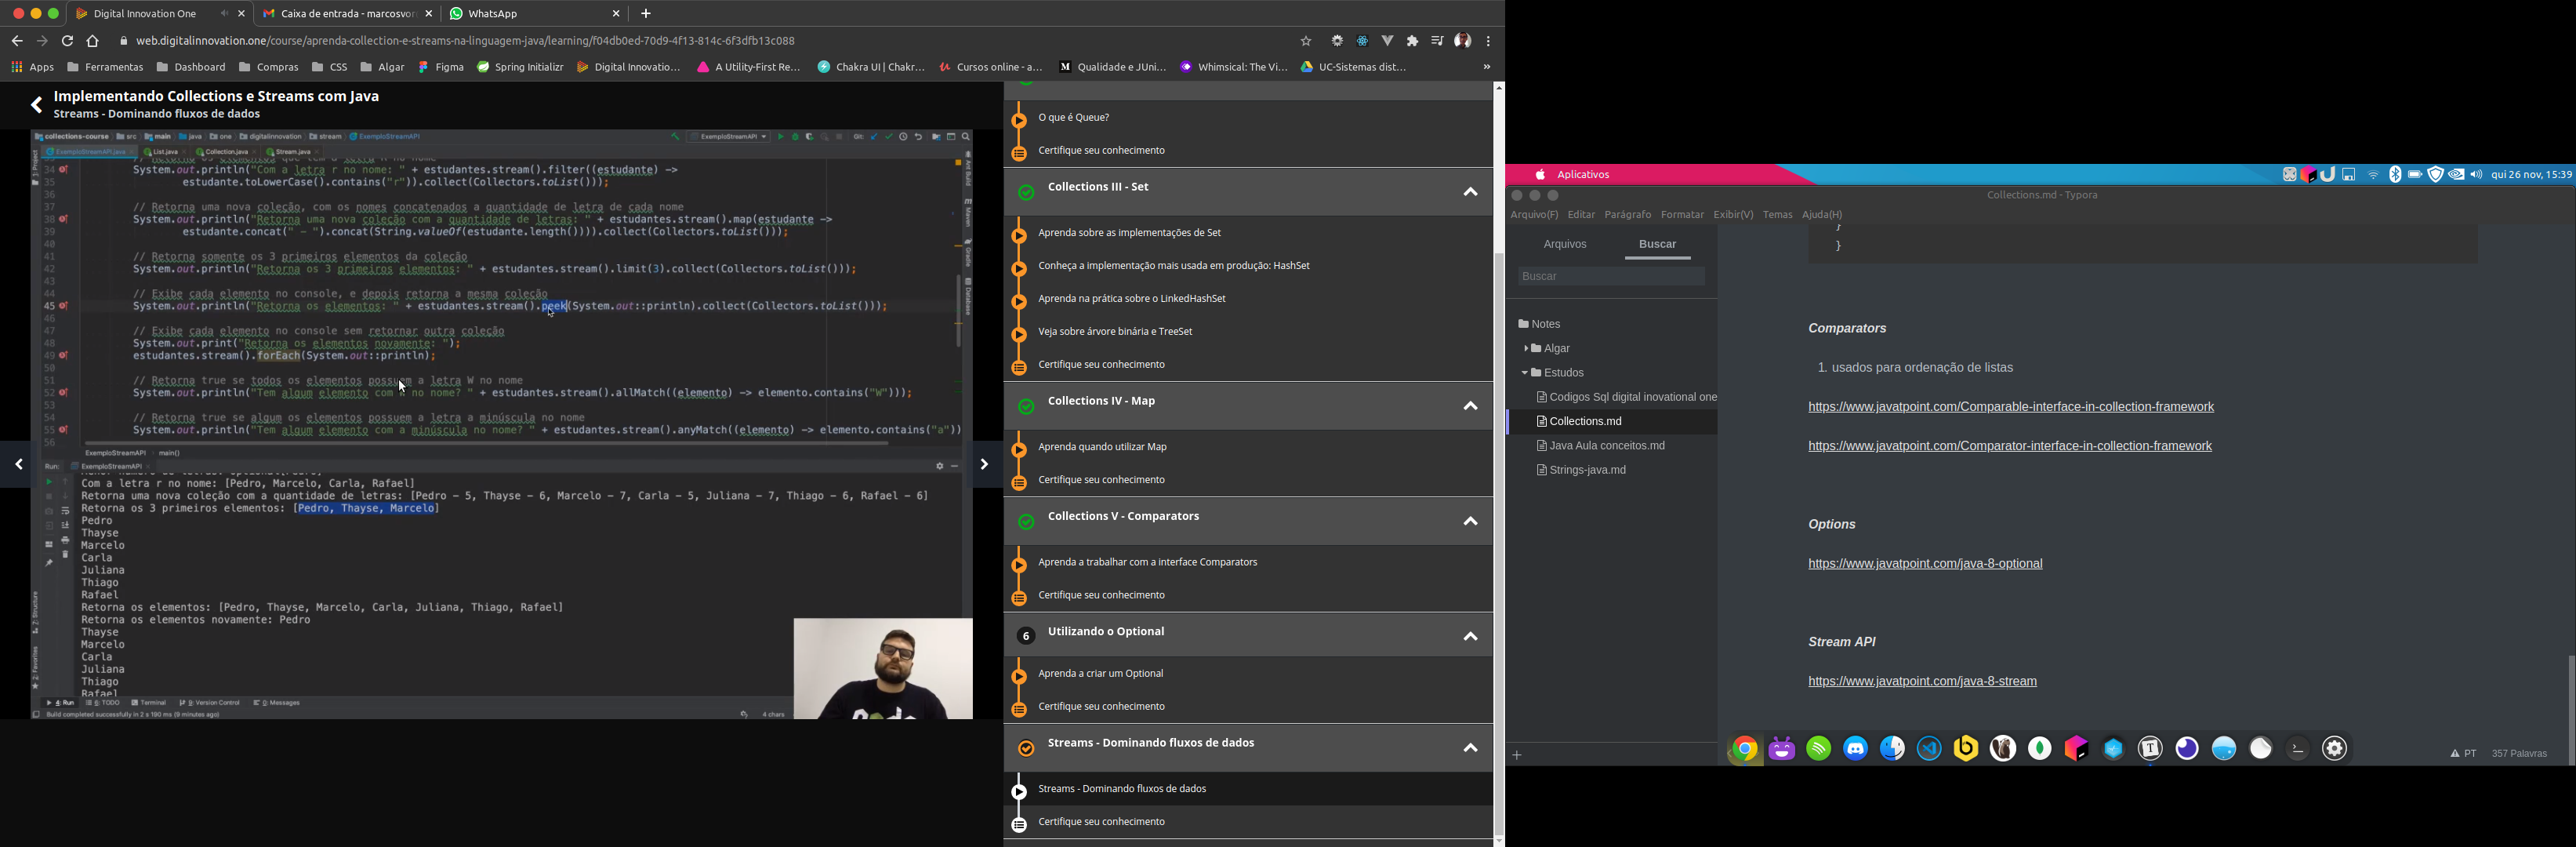 Digital Innovation One
Caixa de entrada - marcosvor
WhatsApp
web.digitalinnovation.one/course/aprenda-collection-e-streams-na-linguagem-java/learning/f04db0ed-70d9-4f13-814c-6f3dfb13c088
Apps Ferramentas Dashboard Compras CSS Algar Figma Spring Initializr Digital Innovatio... A Utility-First Re... Chakra UI | Chakr... Cursos online - a... Qualidade e JUni... Whimsical: The Vi... UC-Sistemas dist... »
Implementando Collections e Streams com Java
Streams - Dominando fluxos de dados
collections-course src main java one digitalinnovation stream ExemploStreamAPI ExemploStreamAPI Git:
ExemploStreamAPI.java List.java Collection.java Stream.java
34 System.out.println("Com a letra r no nome: " + estudantes.stream().filter((estudante) ->
35 estudante.toLowerCase().contains("r")).collect(Collectors.toList()));
36
37 // Retorna uma nova coleção, com os nomes concatenados a quantidade de letra de cada nome
38 System.out.println("Retorna uma nova coleção com a quantidade de letras: " + estudantes.stream().map(estudante ->
39 estudante.concat(" - ").concat(String.valueOf(estudante.length()))).collect(Collectors.toList()));
40
41 // Retorna somente os 3 primeiros elementos da coleção
42 System.out.println("Retorna os 3 primeiros elementos: " + estudantes.stream().limit(3).collect(Collectors.toList()));
43
44 // Exibe cada elemento no console, e depois retorna a mesma coleção
45 System.out.println("Retorna os elementos: " + estudantes.stream().peek(System.out::println).collect(Collectors.toList()));
46
47 // Exibe cada elemento no console sem retornar outra coleção
48 System.out.print("Retorna os elementos novamente: ");
49 estudantes.stream().forEach(System.out::println);
50
51 // Retorna true se todos os elementos possuem a letra W no nome
52 System.out.println("Tem algum elemento com W no nome? " + estudantes.stream().allMatch((elemento) -> elemento.contains("W")));
53
54 // Retorna true se algum os elementos possuem a letra a minúscula no nome
55 System.out.println("Tem algum elemento com a minúscula no nome? " + estudantes.stream().anyMatch((elemento) -> elemento.contains("a"))
56
ExemploStreamAPI main()
Run: ExemploStreamAPI
Com a letra r no nome: [Pedro, Marcelo, Carla, Rafael]
Retorna uma nova coleção com a quantidade de letras: [Pedro - 5, Thayse - 6, Marcelo - 7, Carla - 5, Juliana - 7, Thiago - 6, Rafael - 6]
Retorna os 3 primeiros elementos: [Pedro, Thayse, Marcelo]
Pedro
Thayse
Marcelo
Carla
Juliana
Thiago
Rafael
Retorna os elementos: [Pedro, Thayse, Marcelo, Carla, Juliana, Thiago, Rafael]
Retorna os elementos novamente: Pedro
Thayse
Marcelo
Carla
Juliana
Thiago
Rafael
4: Run 6: TODO Terminal 9: Version Control 0: Messages
Build completed successfully in 2 s 190 ms (9 minutes ago) 4 chars
1: Project
Ant Build
Maven
Gradle
Database
2: Structure
2: Favorites
O que é Queue?
Certifique seu conhecimento
Collections III - Set
Aprenda sobre as implementações de Set
Conheça a implementação mais usada em produção: HashSet
Aprenda na prática sobre o LinkedHashSet
Veja sobre árvore binária e TreeSet
Certifique seu conhecimento
Collections IV - Map
Aprenda quando utilizar Map
Certifique seu conhecimento
Collections V - Comparators
Aprenda a trabalhar com a interface Comparators
Certifique seu conhecimento
6 Utilizando o Optional
Aprenda a criar um Optional
Certifique seu conhecimento
Streams - Dominando fluxos de dados
Streams - Dominando fluxos de dados
Certifique seu conhecimento
Aplicativos
qui 26 nov, 15:39
Collections.md - Typora
Arquivo(F) Editar Parágrafo Formatar Exibir(V) Temas Ajuda(H)
Arquivos Buscar
Buscar
Notes
Algar
Estudos
Codigos Sql digital inovational one
Collections.md
Java Aula conceitos.md
Strings-java.md
}
}
Comparators
1. usados para ordenação de listas
https://www.javatpoint.com/Comparable-interface-in-collection-framework
https://www.javatpoint.com/Comparator-interface-in-collection-framework
Options
https://www.javatpoint.com/java-8-optional
Stream API
https://www.javatpoint.com/java-8-stream
PT 357 Palavras